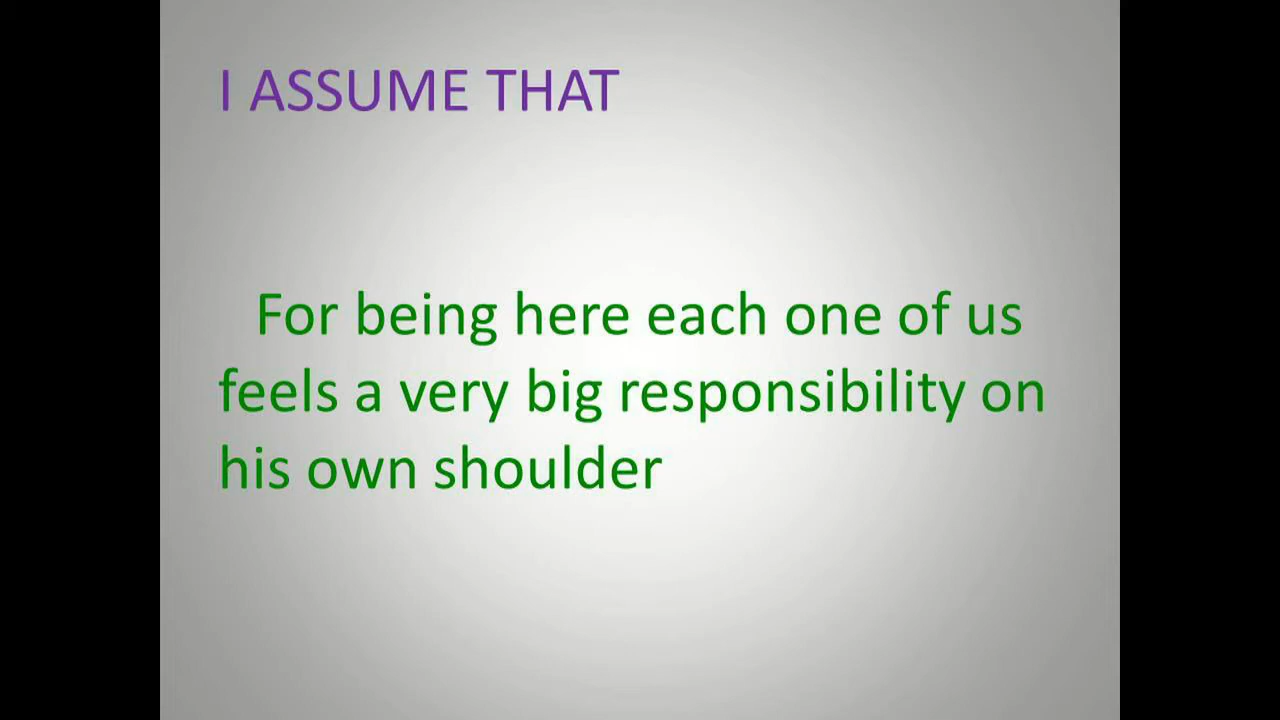 I ASSUME THAT
For being here each one of us
feels a very big responsibility on
his own shoulder